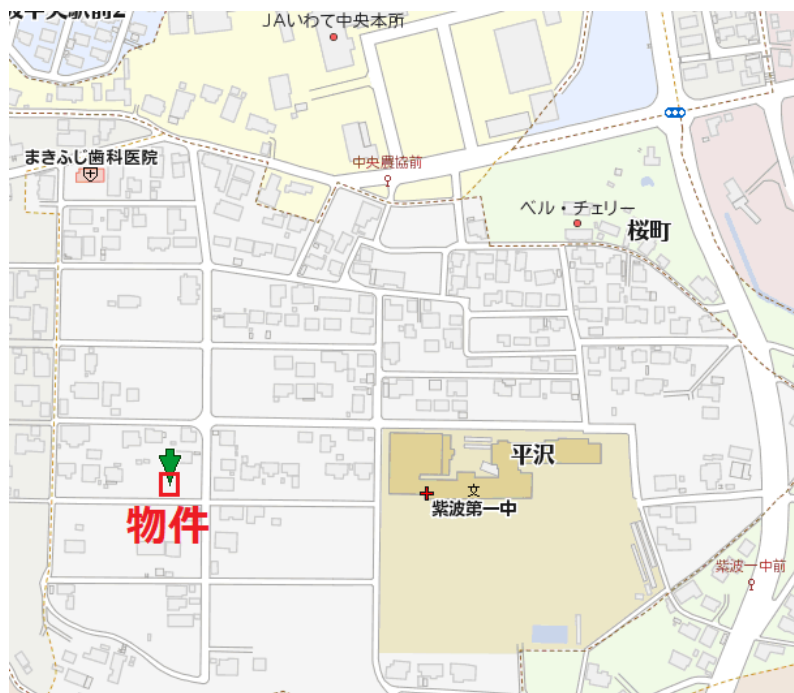 JAいわて中央本所
まきふじ歯科医院
中央農協前
ベル・チェリー
桜町
平沢
文
紫波第一中
物件
紫波一中前